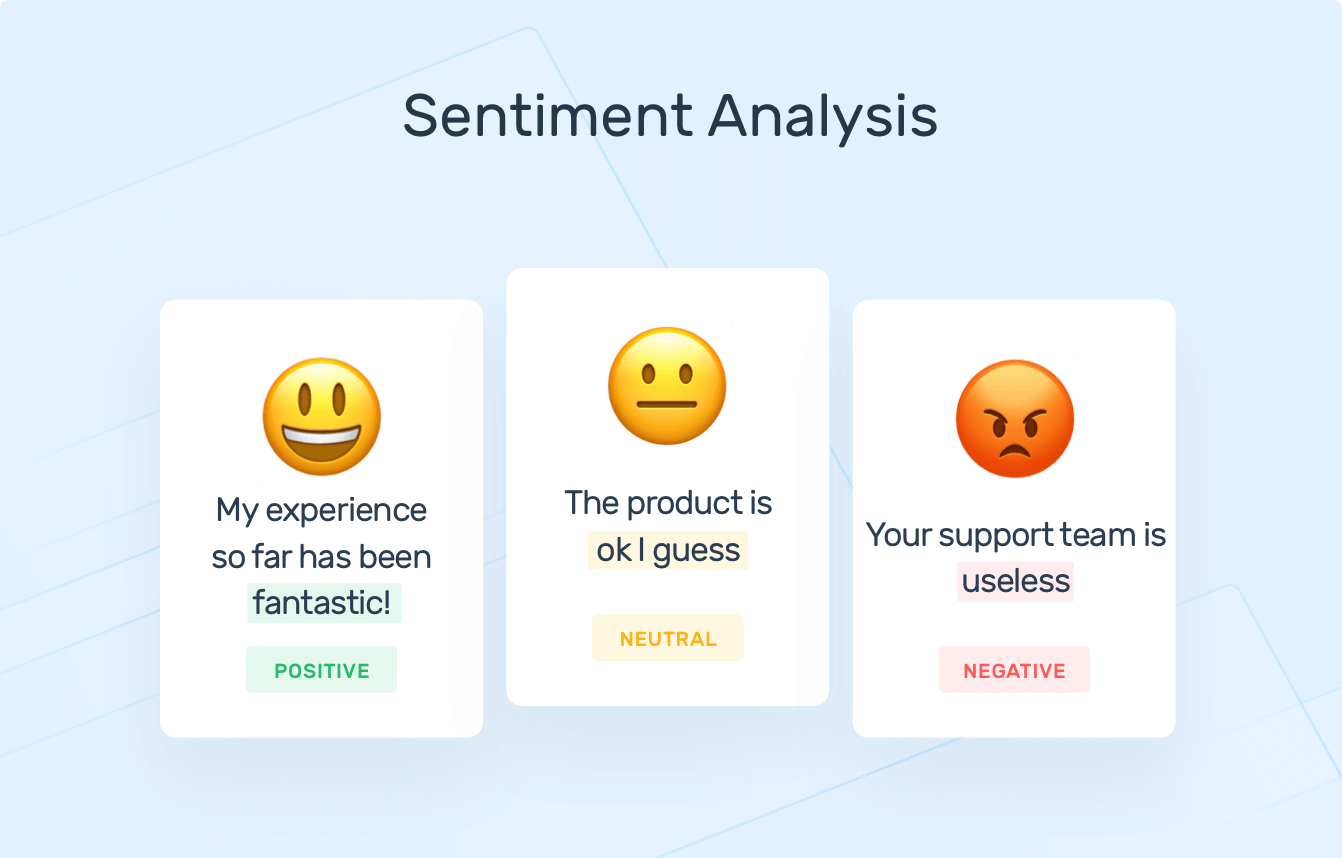 Sentiment Analysis
My experience
so far has been
fantastic!
POSITIVE
The product is
ok I guess
NEUTRAL
Your support team is
useless
NEGATIVE